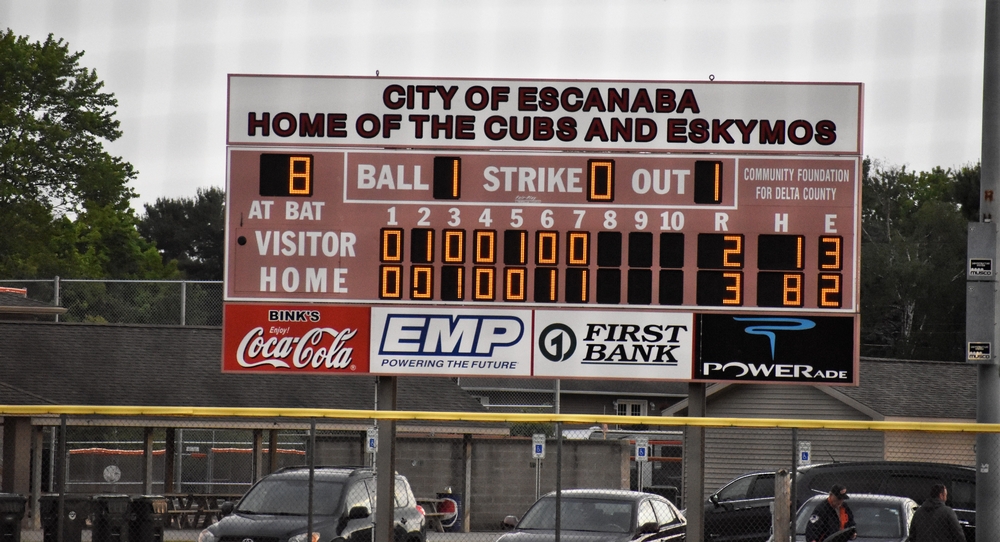 CITY OF ESCANABA
HOME OF THE CUBS AND ESKYMOS
8 BALL 1 STRIKE 0 OUT 1 COMMUNITY FOUNDATION
FOR DELTA COUNTY
AT BAT 1 2 3 4 5 6 7 8 9 10 R H E
VISITOR 0 1 0 0 1 0 0 2 1 3
HOME 0 0 1 0 0 1 1 3 8 2
BINK'S
Enjoy!
Coca-Cola
EMP
POWERING THE FUTURE
1 FIRST
BANK
POWERADE
musco
musco